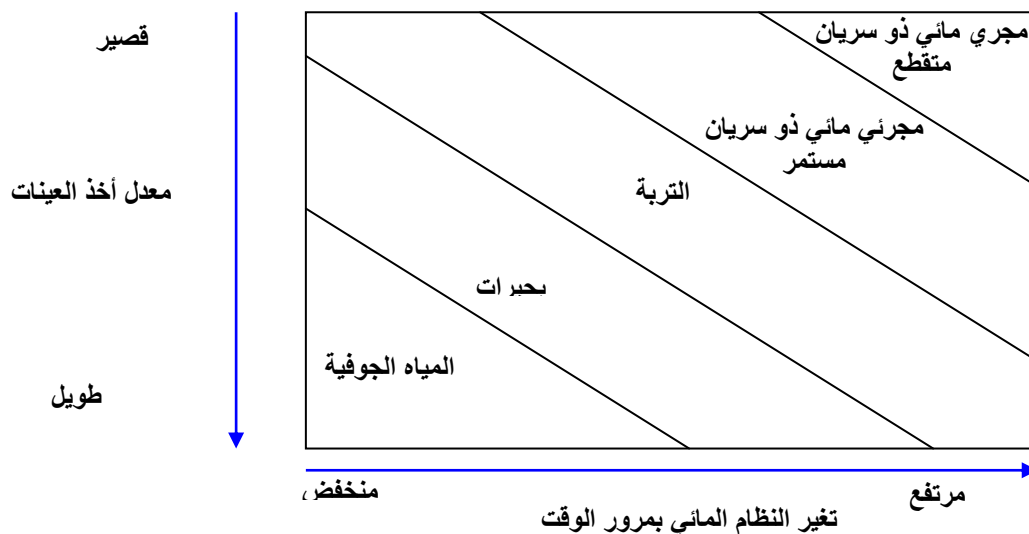 قصير
معدل أخذ العينات
طويل
مجري مائي ذو سريان
متقطع
مجرئي مائي ذو سريان
مستمر
التربة
بحيرات
المياه الجوفية
منخفض
مرتفع
تغير النظام المائي بمرور الوقت